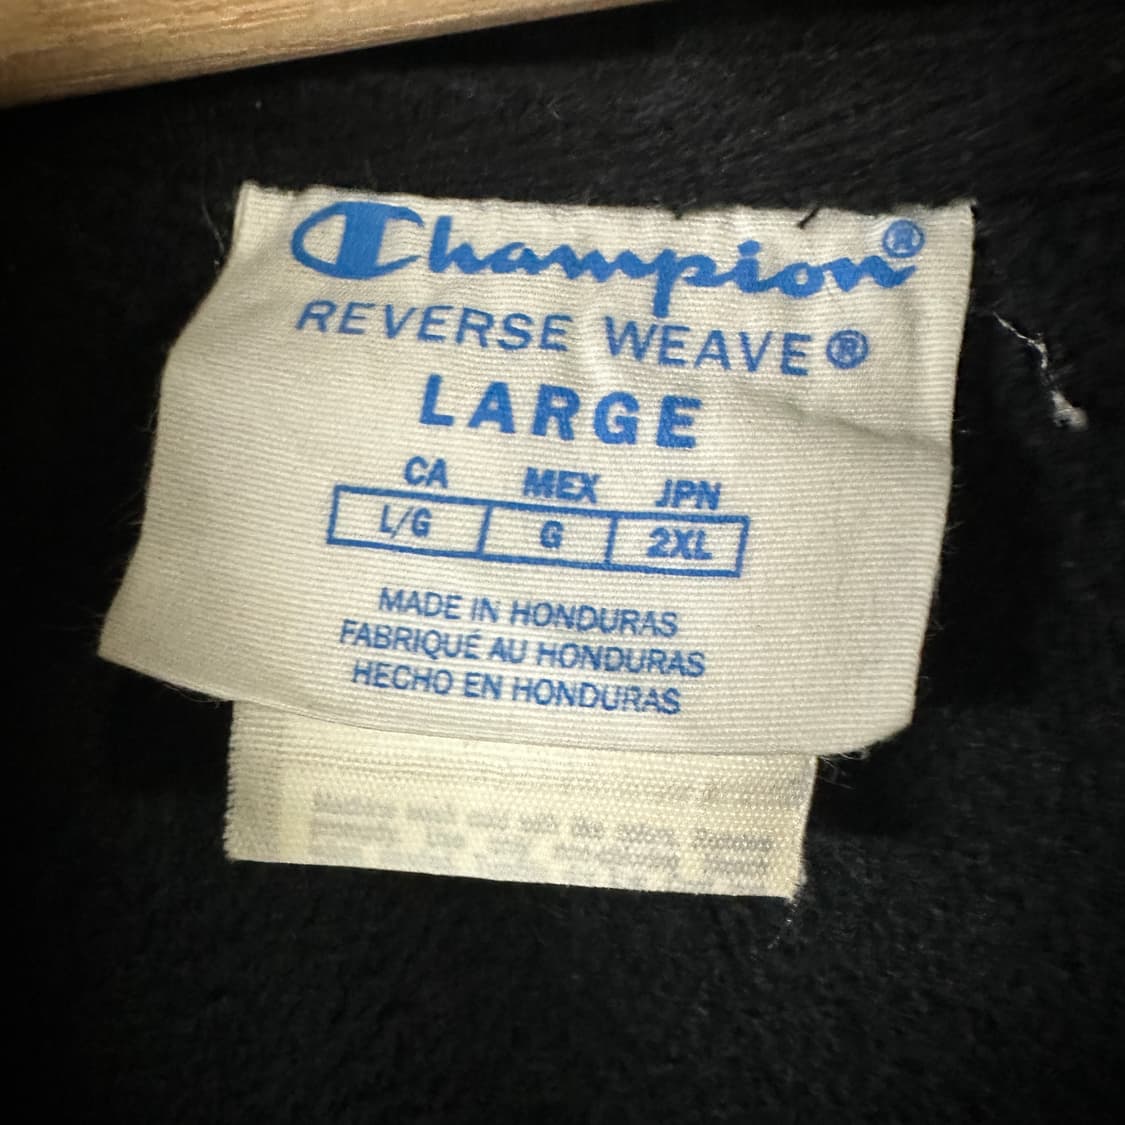 Champion®
REVERSE WEAVE®
LARGE
CA MEX JPN
L/G G 2XL
MADE IN HONDURAS
FABRIQUÉ AU HONDURAS
HECHO EN HONDURAS